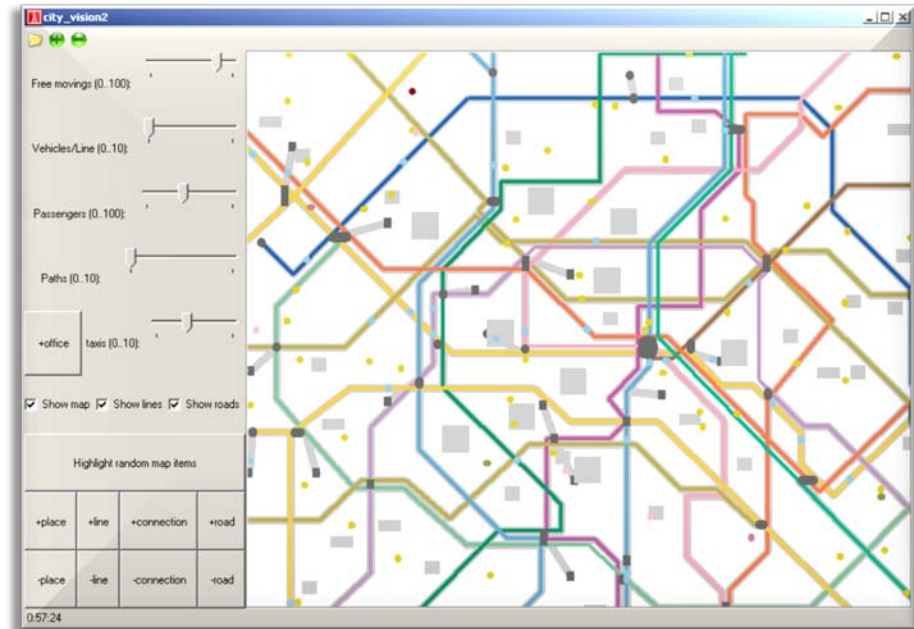 city_vision2
Free movings (0..100):
Vehicles/Line (0..10):
Passengers (0..100):
Paths (0..10):
+office taxis (0..10):
Show map Show lines Show roads
Highlight random map items
+place +line +connection +road
-place -line -connection -road
0:57:24